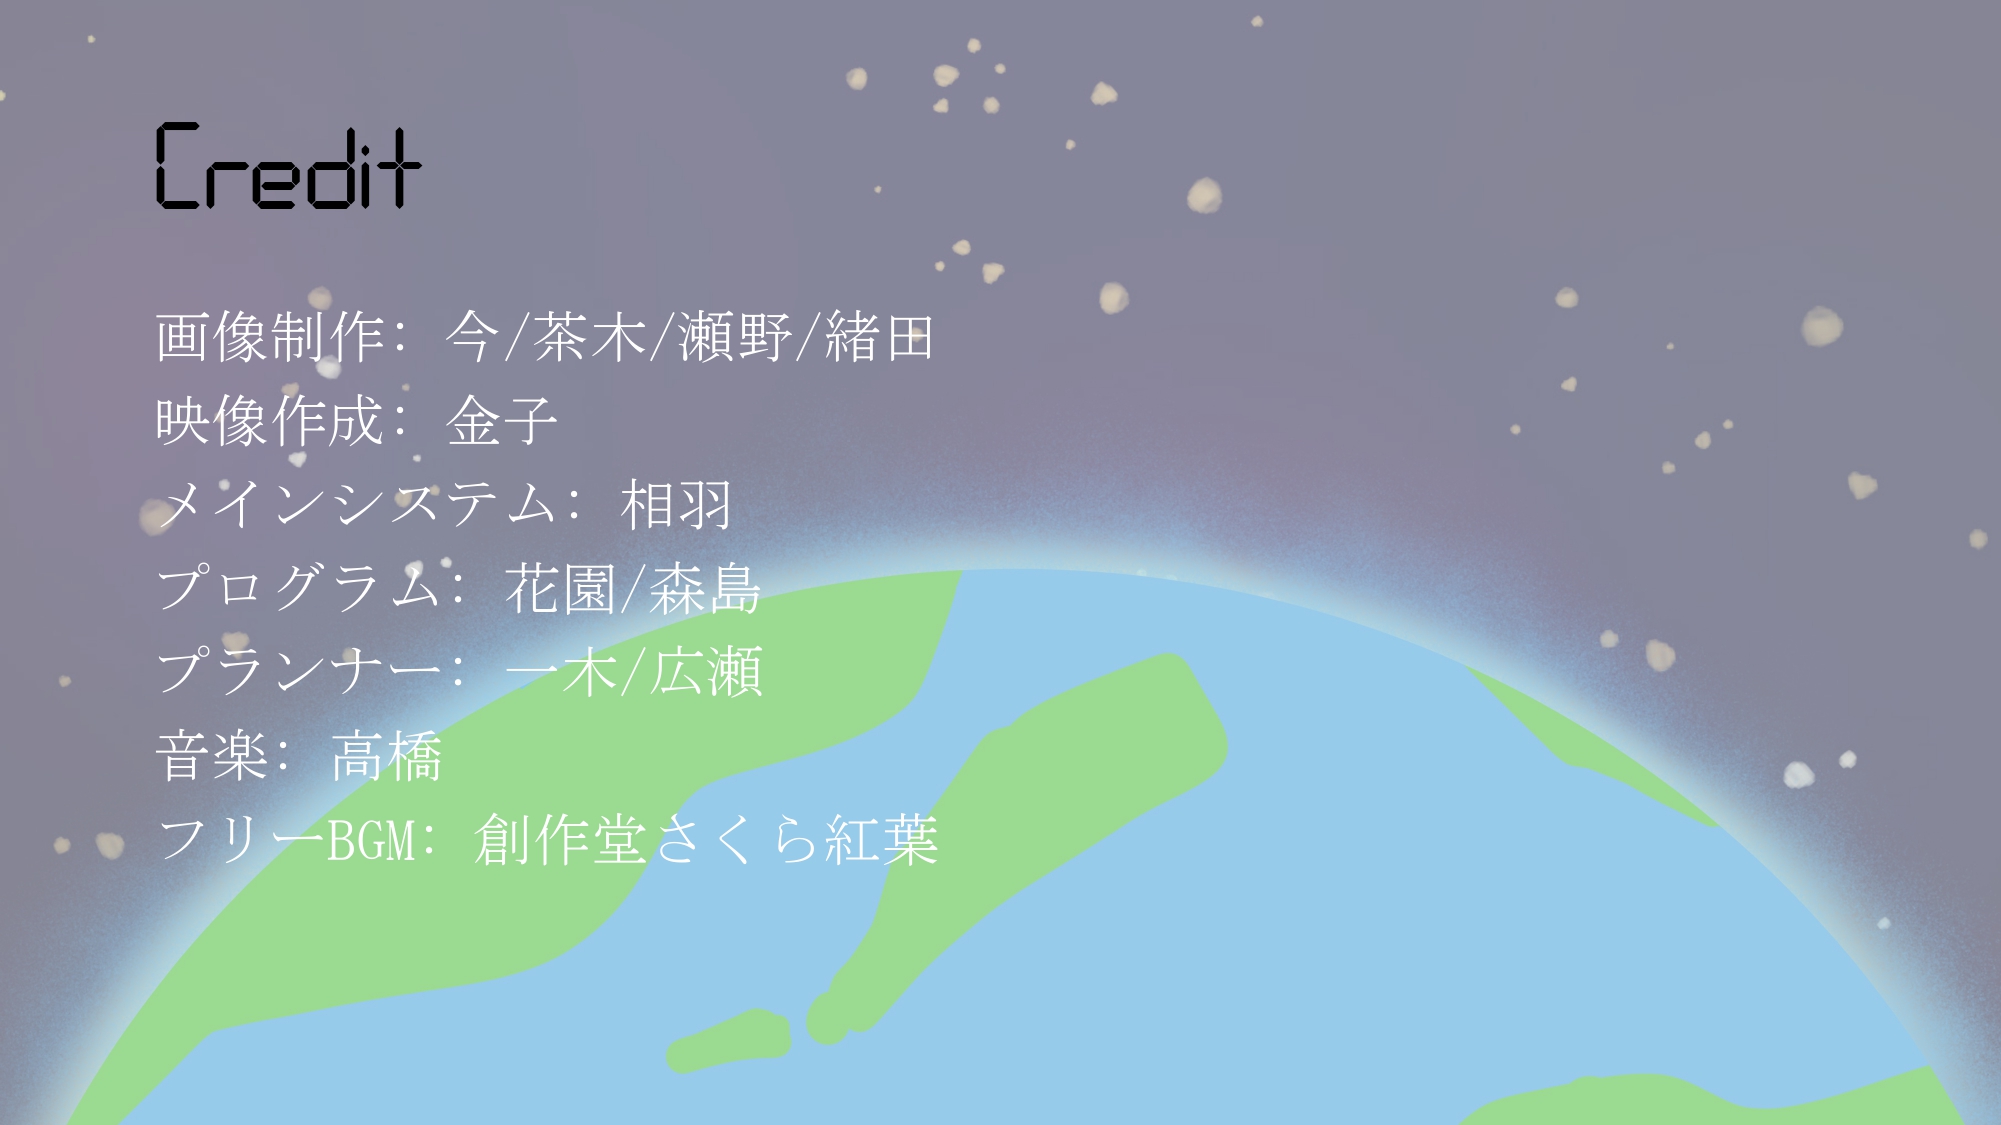 Credit
画像制作: 今/茶木/瀬野/緒田
映像作成: 金子
メインシステム: 相羽
プログラム: 花園/森島
プランナー: 一木/広瀬
音楽: 高橋
フリーBGM: 創作堂さくら紅葉